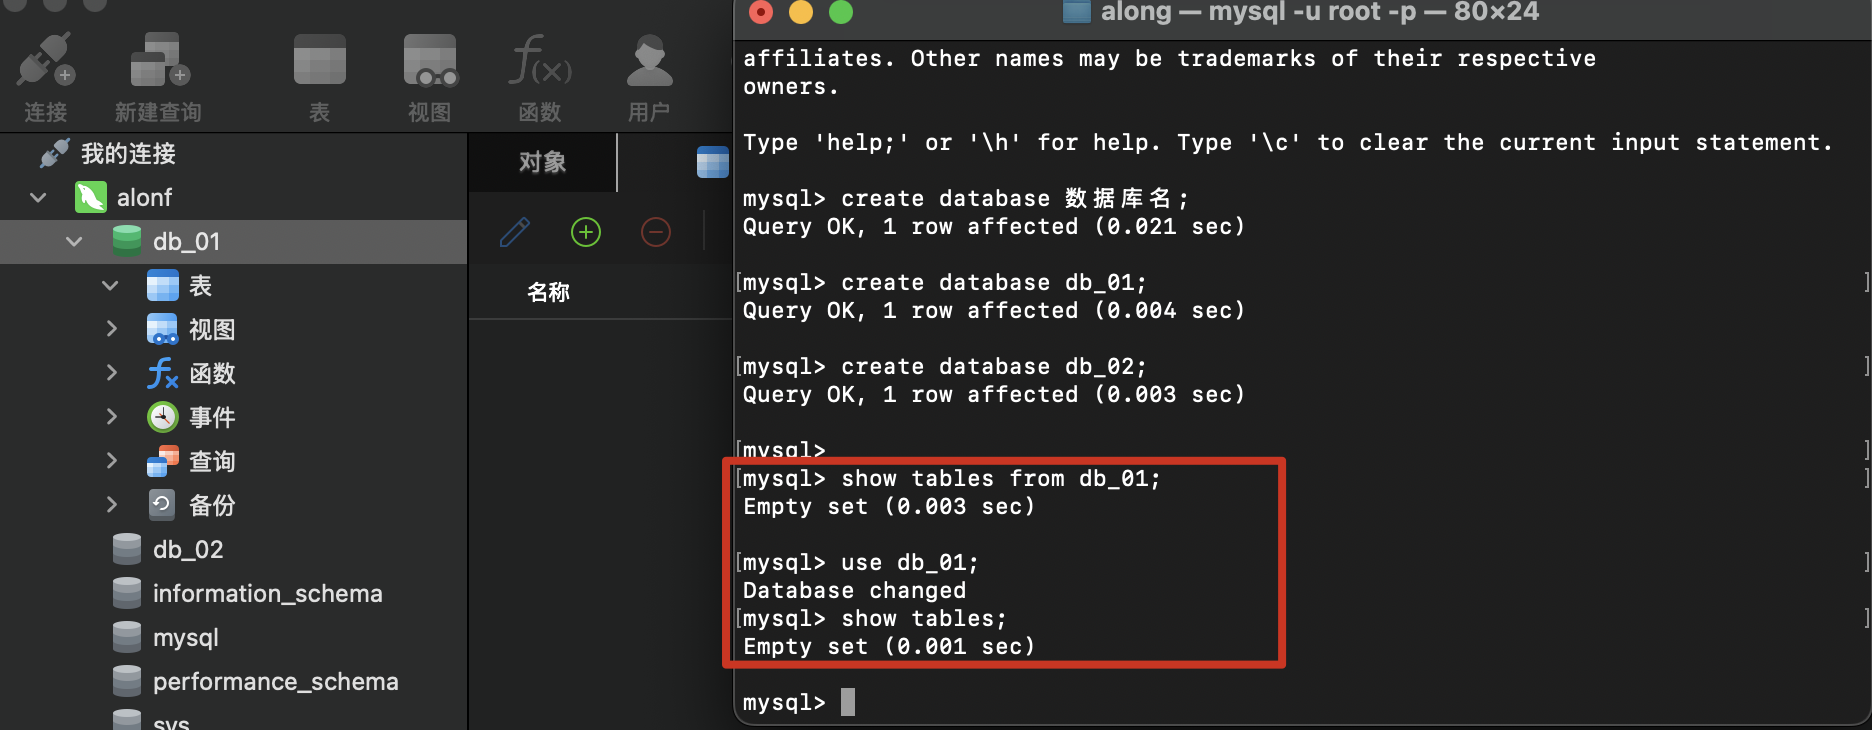 连接
新建查询
表
视图
函数
用户
我的连接
alonf
db_01
表
视图
函数
事件
查询
备份
db_02
information_schema
mysql
performance_schema
sys
对象
名称
along — mysql -u root -p — 80×24
affiliates. Other names may be trademarks of their respective
owners.
Type 'help;' or '\h' for help. Type '\c' to clear the current input statement.
mysql> create database 数据库名;
Query OK, 1 row affected (0.021 sec)
[mysql> create database db_01; ]
Query OK, 1 row affected (0.004 sec)
[mysql> create database db_02; ]
Query OK, 1 row affected (0.003 sec)
[mysql> ]
[mysql> show tables from db_01; ]
Empty set (0.003 sec)
[mysql> use db_01; ]
Database changed
[mysql> show tables; ]
Empty set (0.001 sec)
mysql>